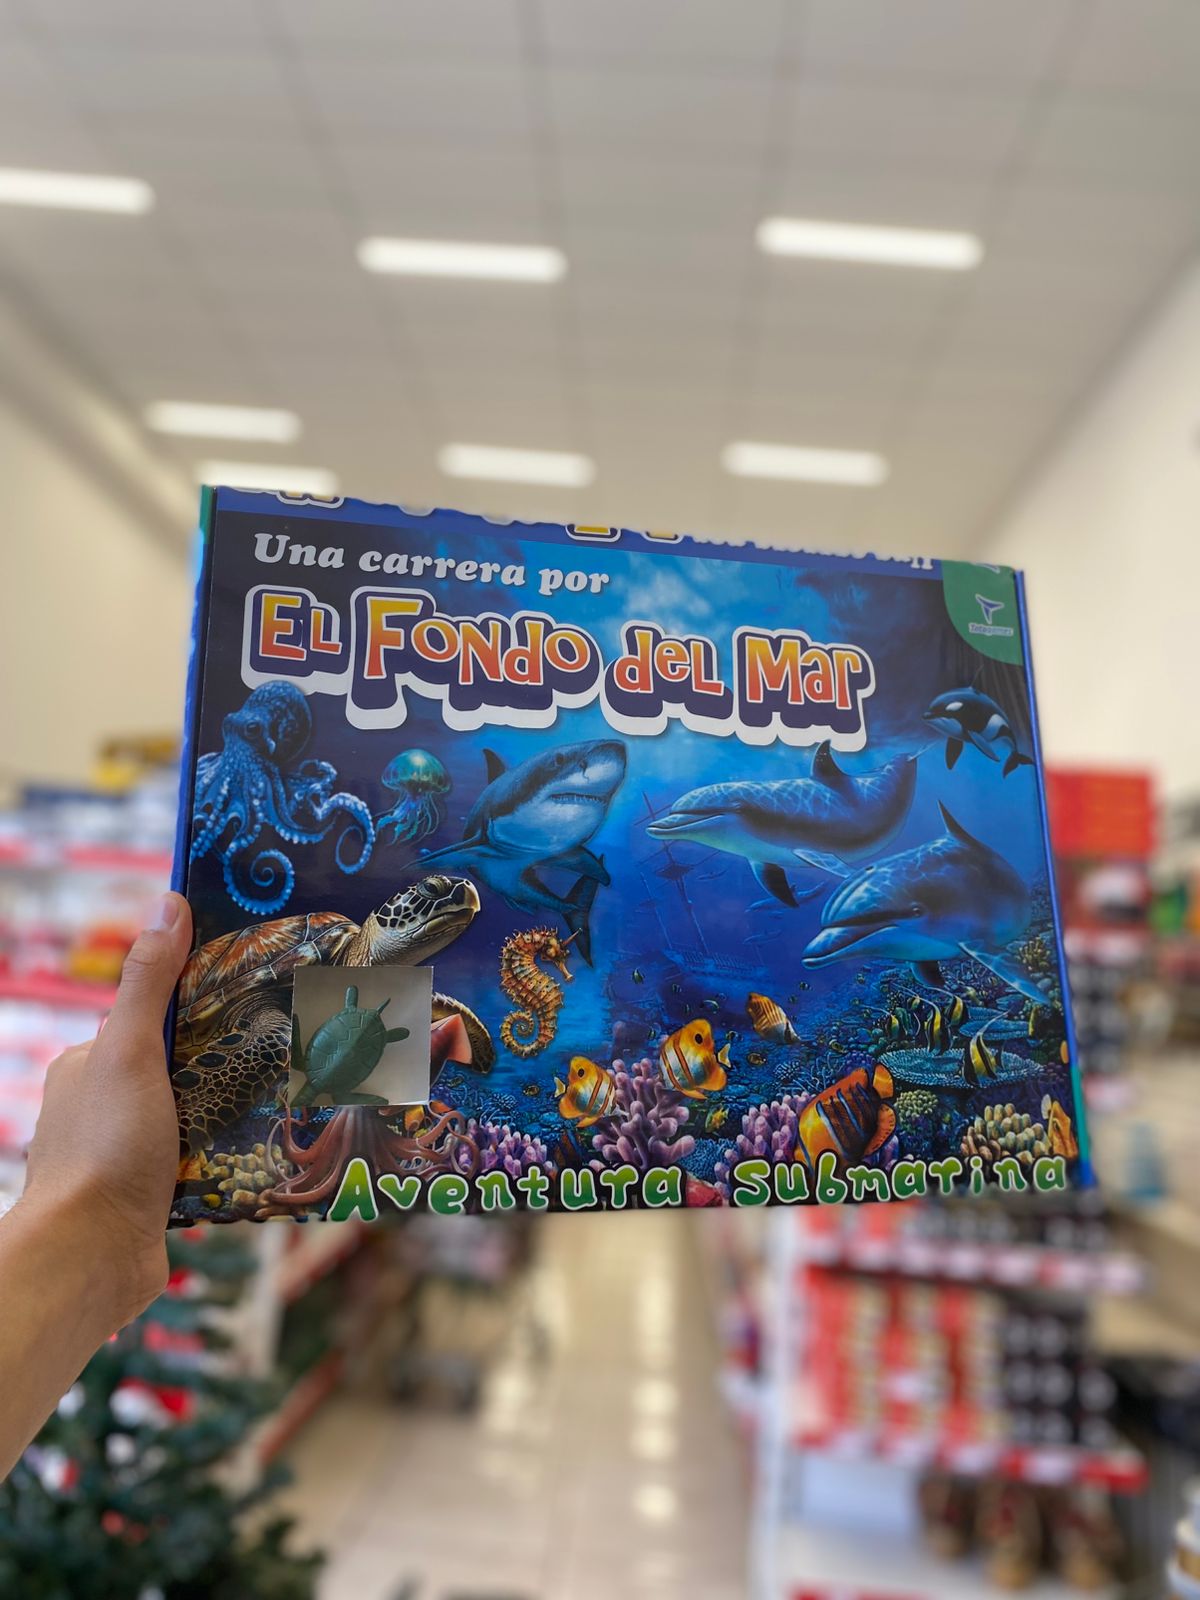 Una carrera por
EL FONDO del Mar
Aventura submarina